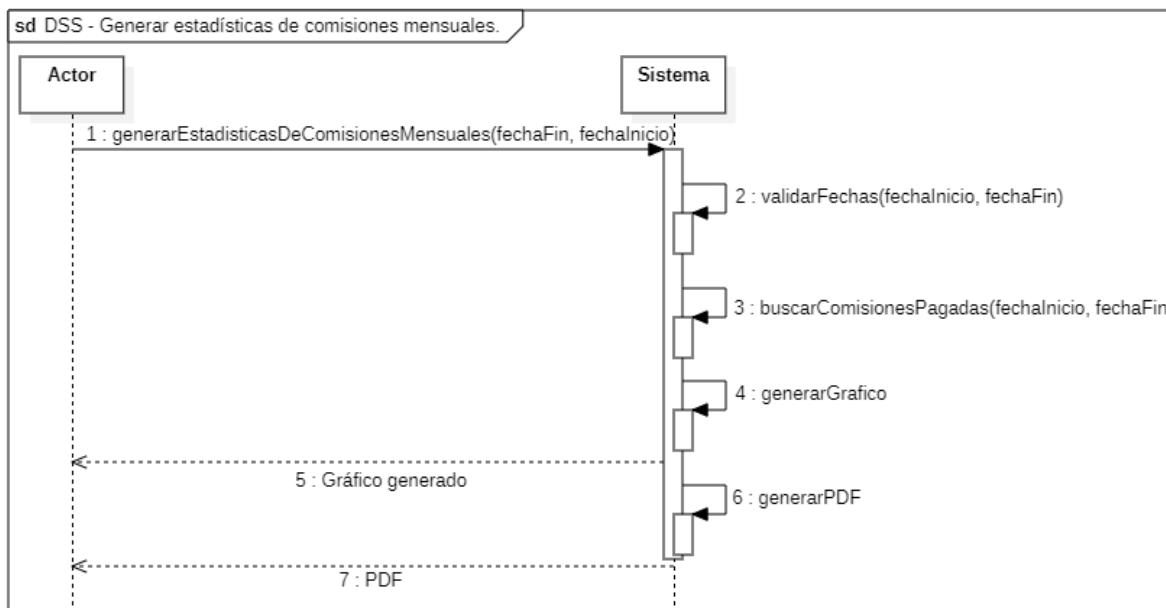 sd DSS - Generar estadísticas de comisiones mensuales.
Actor
Sistema
1 : generarEstadisticasDeComisionesMensuales(fechaFin, fechaInicio)
2 : validarFechas(fechaInicio, fechaFin)
3 : buscarComisionesPagadas(fechaInicio, fechaFin
4 : generarGrafico
5 : Gráfico generado
6 : generarPDF
7 : PDF